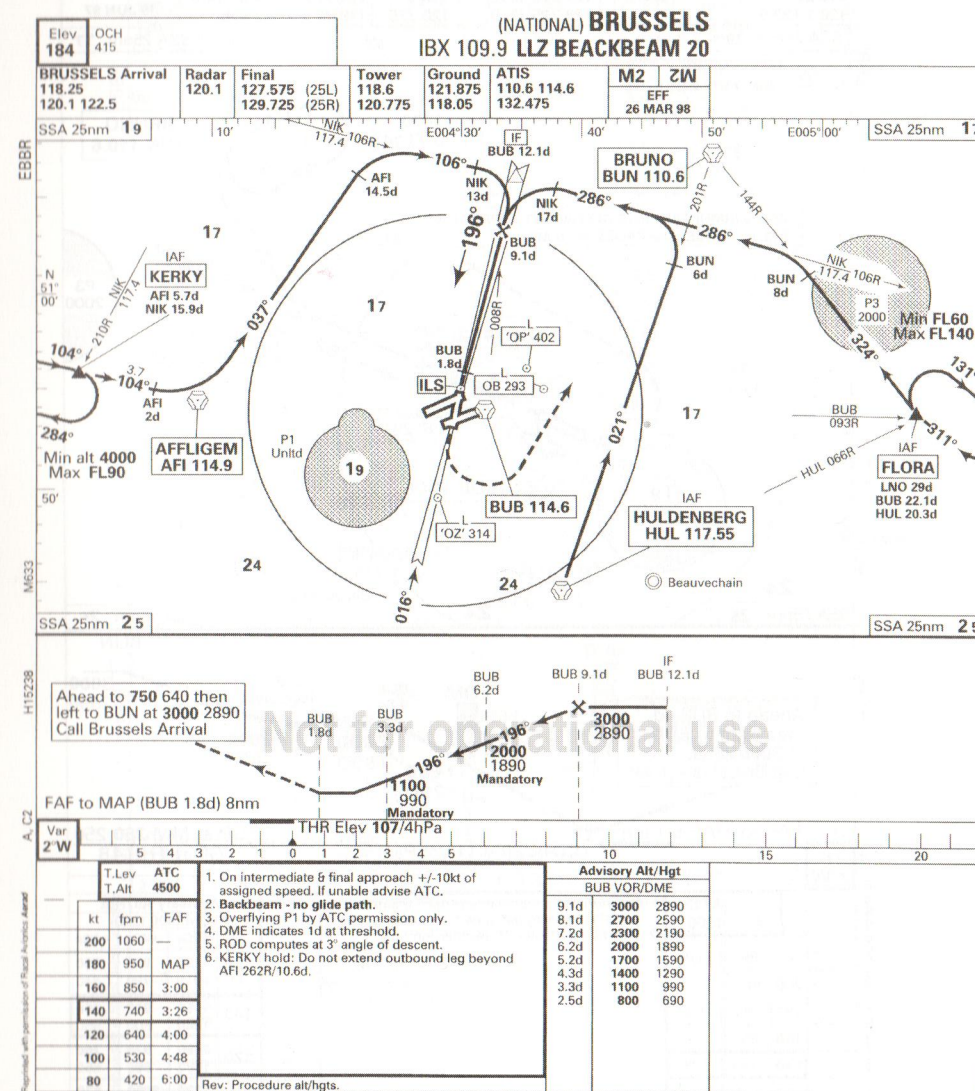 (NATIONAL) BRUSSELS
IBX 109.9 LLZ BEACKBEAM 20
Elev
184
OCH
415
BRUSSELS Arrival
118.25
120.1 122.5
Radar
120.1
Final
127.575 (25L)
129.725 (25R)
Tower
118.6
120.775
Ground
121.875
118.05
ATIS
110.6 114.6
132.475
M2
M2
EFF
26 MAR 98
EBBR
SSA 25nm 19
10'
E004°30'
40'
50'
E005°00'
SSA 25nm 17
NIK
117.4
106R
106°
AFI
14.5d
NIK
13d
IF
BUB 12.1d
196°
BUB
9.1d
NIK
17d
286°
BRUNO
BUN 110.6
201R
144R
286°
286°
BUN
6d
BUN
8d
NIK
117.4
106R
P3
2000
Min FL60
Max FL140
324°
131°
17
IAF
KERKY
AFI 5.7d
NIK 15.9d
N
51°
00'
NIK
117.4
210R
037°
17
008R
L
'OP' 402
BUB
1.8d
L
OB 293
ILS
104°
3.7
104°
AFI
2d
284°
Min alt 4000
Max FL90
AFFLIGEM
AFI 114.9
P1
Unltd
19
021°
17
BUB
093R
HUL 066R
311°
IAF
FLORA
LNO 29d
BUB 22.1d
HUL 20.3d
50'
BUB 114.6
L
'OZ' 314
IAF
HULDENBERG
HUL 117.55
24
24
016°
Beauvechain
M633
SSA 25nm 25
SSA 25nm 25
H15238
Ahead to 750 640 then
left to BUN at 3000 2890
Call Brussels Arrival
BUB
1.8d
BUB
3.3d
BUB
6.2d
BUB 9.1d
IF
BUB 12.1d
Not for operational use
3000
2890
196°
2000
1890
Mandatory
196°
1100
990
Mandatory
FAF to MAP (BUB 1.8d) 8nm
A, C2
Var
2°W
THR Elev 107/4hPa
5 4 3 2 1 0 1 2 3 4 5 10 15 20
T.Lev ATC
T.Alt 4500
kt fpm FAF
200 1060 —
180 950 MAP
160 850 3:00
140 740 3:26
120 640 4:00
100 530 4:48
80 420 6:00
1. On intermediate & final approach +/-10kt of
assigned speed. If unable advise ATC.
2. Backbeam - no glide path.
3. Overflying P1 by ATC permission only.
4. DME indicates 1d at threshold.
5. ROD computes at 3° angle of descent.
6. KERKY hold: Do not extend outbound leg beyond
AFI 262R/10.6d.
Rev: Procedure alt/hgts.
Advisory Alt/Hgt
BUB VOR/DME
9.1d 3000 2890
8.1d 2700 2590
7.2d 2300 2190
6.2d 2000 1890
5.2d 1700 1590
4.3d 1400 1290
3.3d 1100 990
2.5d 800 690
Reprinted with permission of Racal Avionics Aerad